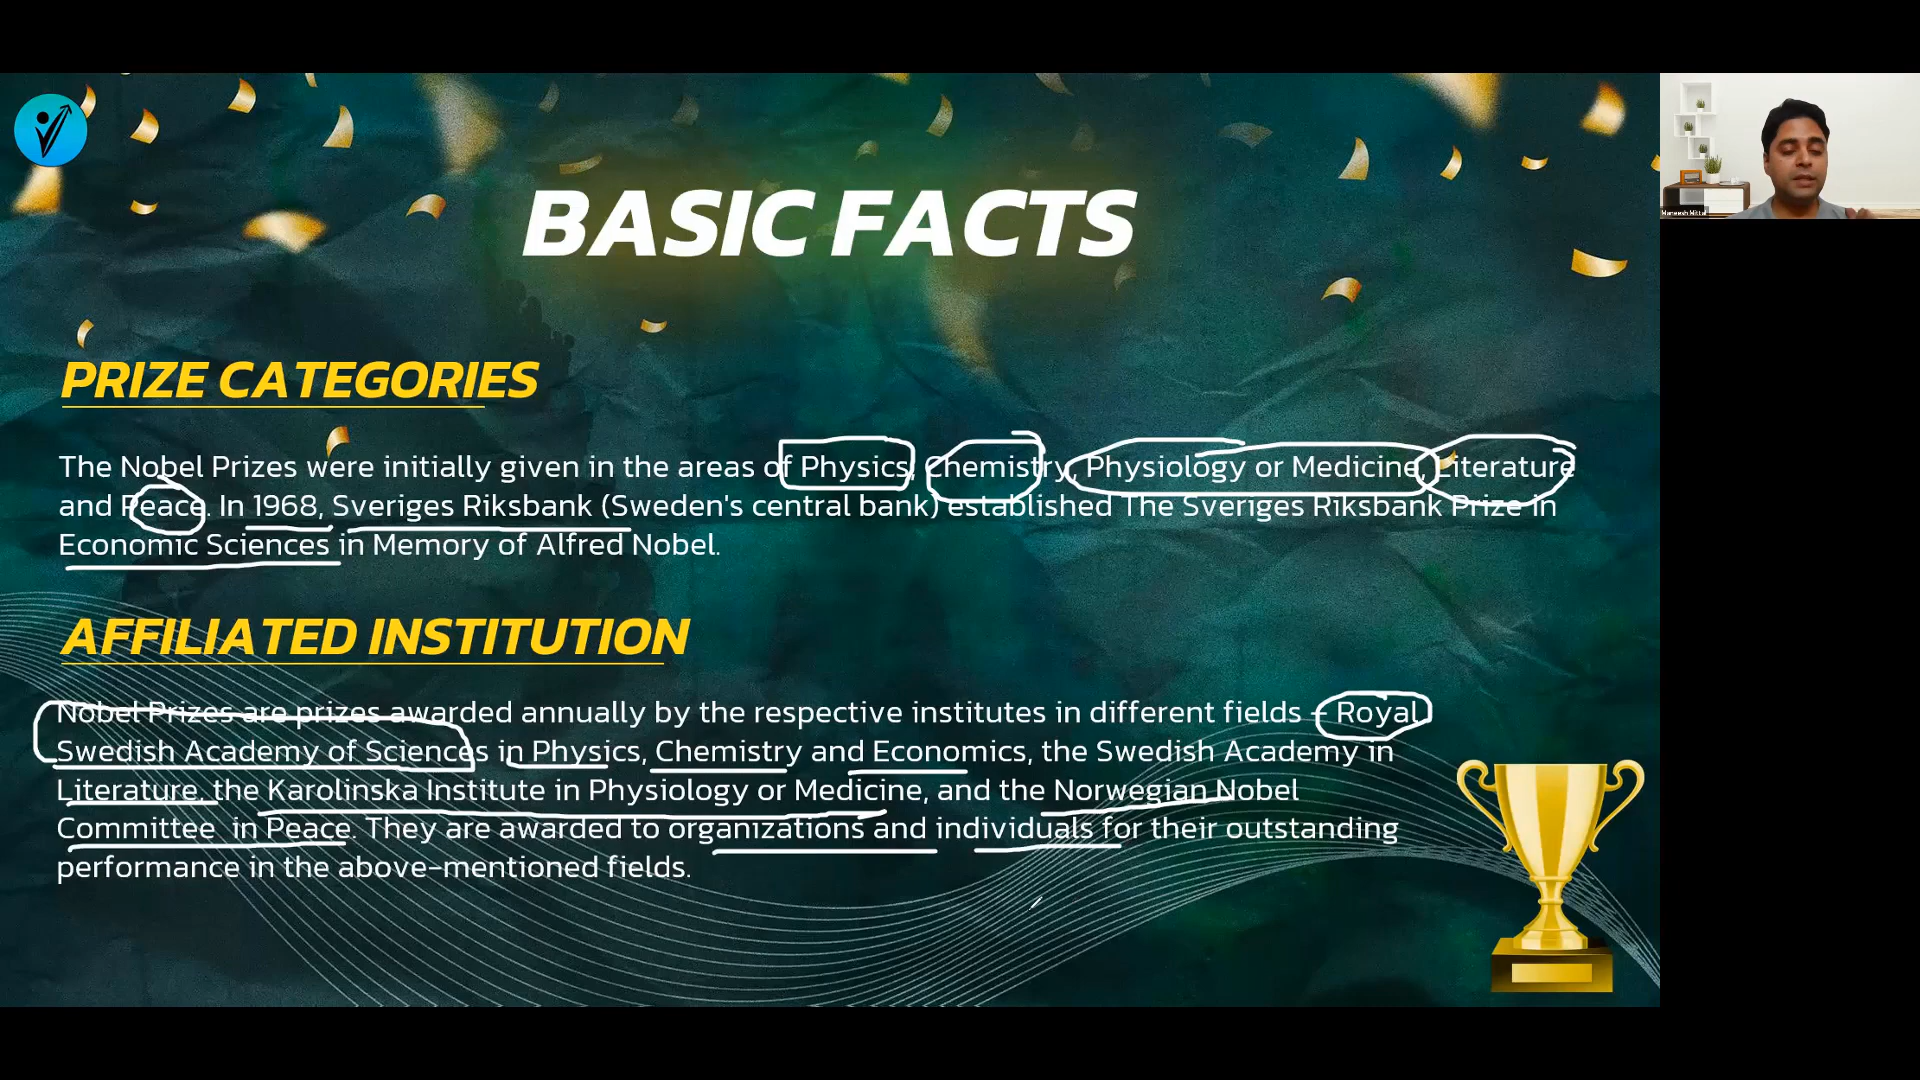 BASIC FACTS
PRIZE CATEGORIES
The Nobel Prizes were initially given in the areas of Physics, Chemistry, Physiology or Medicine, Literature
and Peace. In 1968, Sveriges Riksbank (Sweden's central bank) established The Sveriges Riksbank Prize in
Economic Sciences in Memory of Alfred Nobel.
AFFILIATED INSTITUTION
Nobel Prizes are prizes awarded annually by the respective institutes in different fields – Royal
Swedish Academy of Sciences in Physics, Chemistry and Economics, the Swedish Academy in
Literature, the Karolinska Institute in Physiology or Medicine, and the Norwegian Nobel
Committee in Peace. They are awarded to organizations and individuals for their outstanding
performance in the above-mentioned fields.
Maneesh Mittal